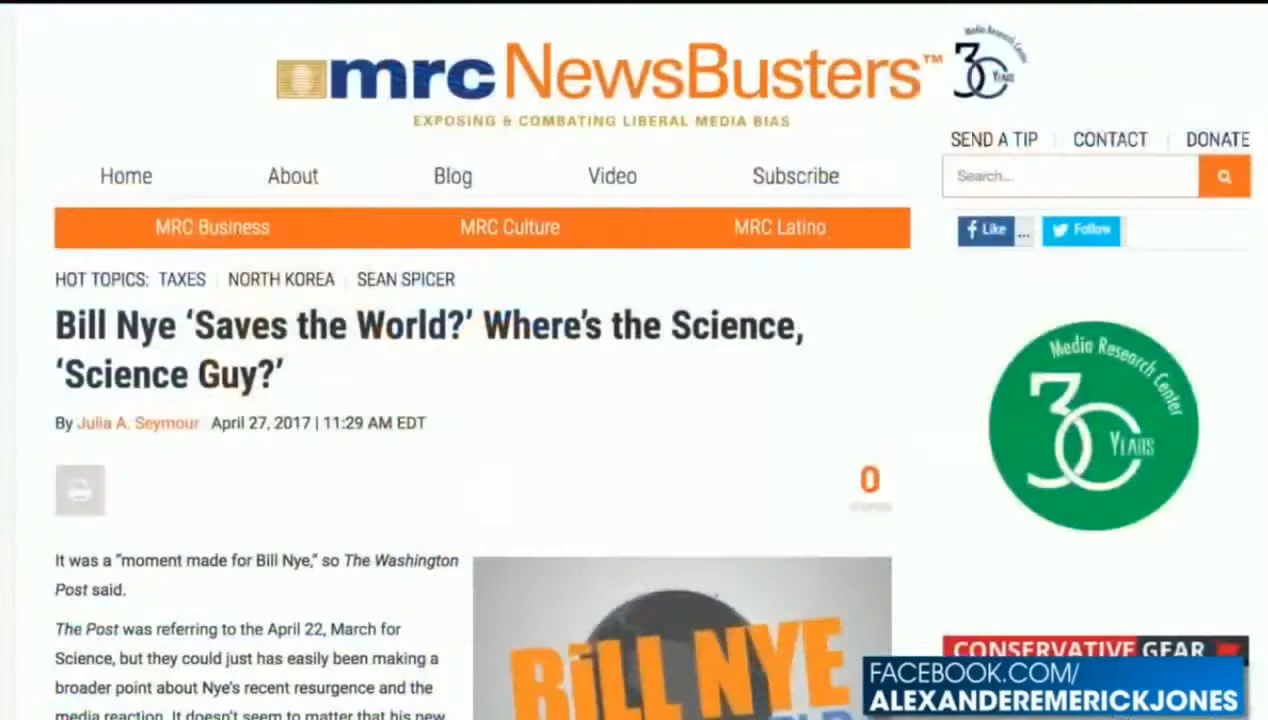 mrc NewsBusters™
EXPOSING & COMBATING LIBERAL MEDIA BIAS
Media Research Center
30 YEARS
SEND A TIP CONTACT DONATE
Search...
Home About Blog Video Subscribe
MRC Business MRC Culture MRC Latino
Like ... Follow
HOT TOPICS: TAXES NORTH KOREA SEAN SPICER
Bill Nye ‘Saves the World?’ Where’s the Science,
‘Science Guy?’
By Julia A. Seymour April 27, 2017 | 11:29 AM EDT
0
Media Research Center
30 YEARS
It was a "moment made for Bill Nye," so The Washington
Post said.
The Post was referring to the April 22, March for
Science, but they could just has easily been making a
broader point about Nye's recent resurgence and the
media reaction. It doesn't seem to matter that his new
BiLL NYE
CONSERVATIVE GEAR
FACEBOOK.COM/
ALEXANDEREMERICKJONES